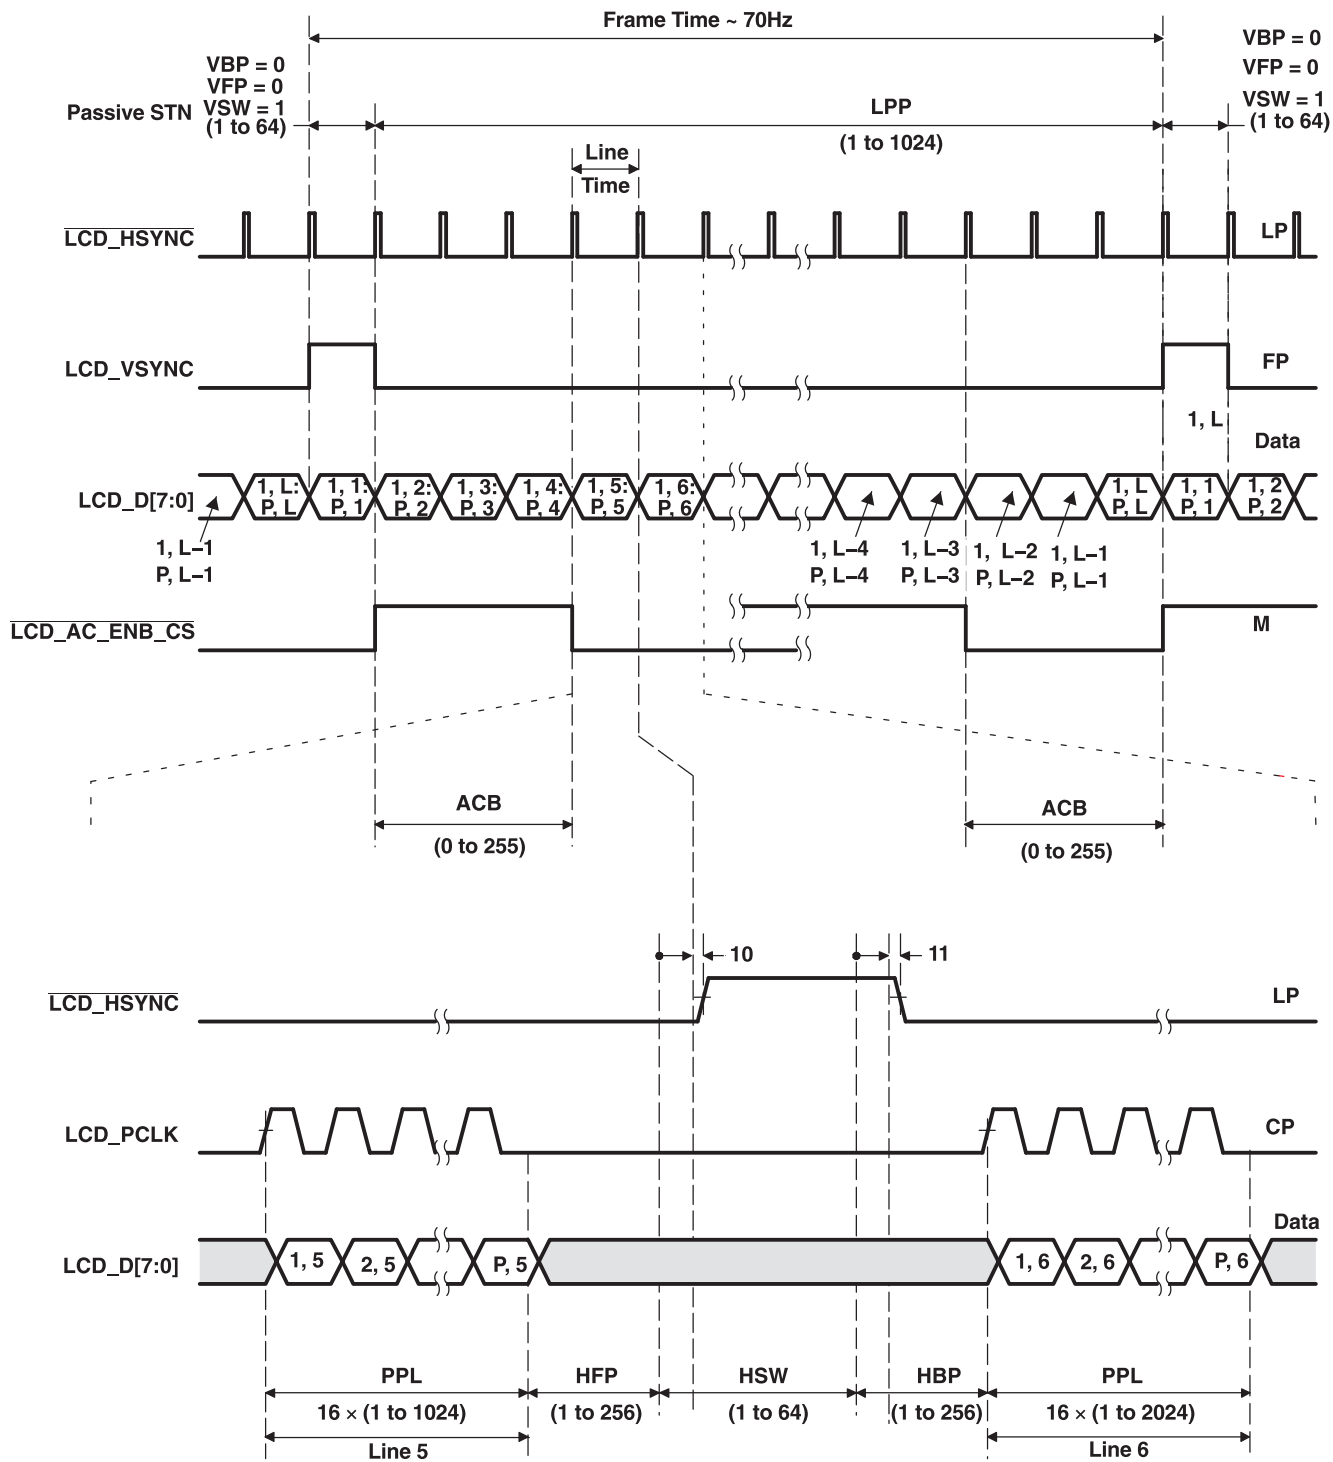 Frame Time ~ 70Hz
VBP = 0
VFP = 0
VSW = 1
(1 to 64)
Passive STN
LPP
(1 to 1024)
VBP = 0
VFP = 0
VSW = 1
(1 to 64)
Line
Time
LCD_HSYNC
LP
LCD_VSYNC
FP
1, L
Data
LCD_D[7:0]
1, L:
P, L
1, 1:
P, 1
1, 2:
P, 2
1, 3:
P, 3
1, 4:
P, 4
1, 5:
P, 5
1, 6:
P, 6
1, L
P, L
1, 1
P, 1
1, 2
P, 2
1, L–1
P, L–1
1, L–4
P, L–4
1, L–3
P, L–3
1, L–2
P, L–2
1, L–1
P, L–1
LCD_AC_ENB_CS
M
ACB
(0 to 255)
ACB
(0 to 255)
10
11
LCD_HSYNC
LP
LCD_PCLK
CP
Data
LCD_D[7:0]
1, 5
2, 5
P, 5
1, 6
2, 6
P, 6
PPL
HFP
HSW
HBP
PPL
16 × (1 to 1024)
(1 to 256)
(1 to 64)
(1 to 256)
16 × (1 to 2024)
Line 5
Line 6